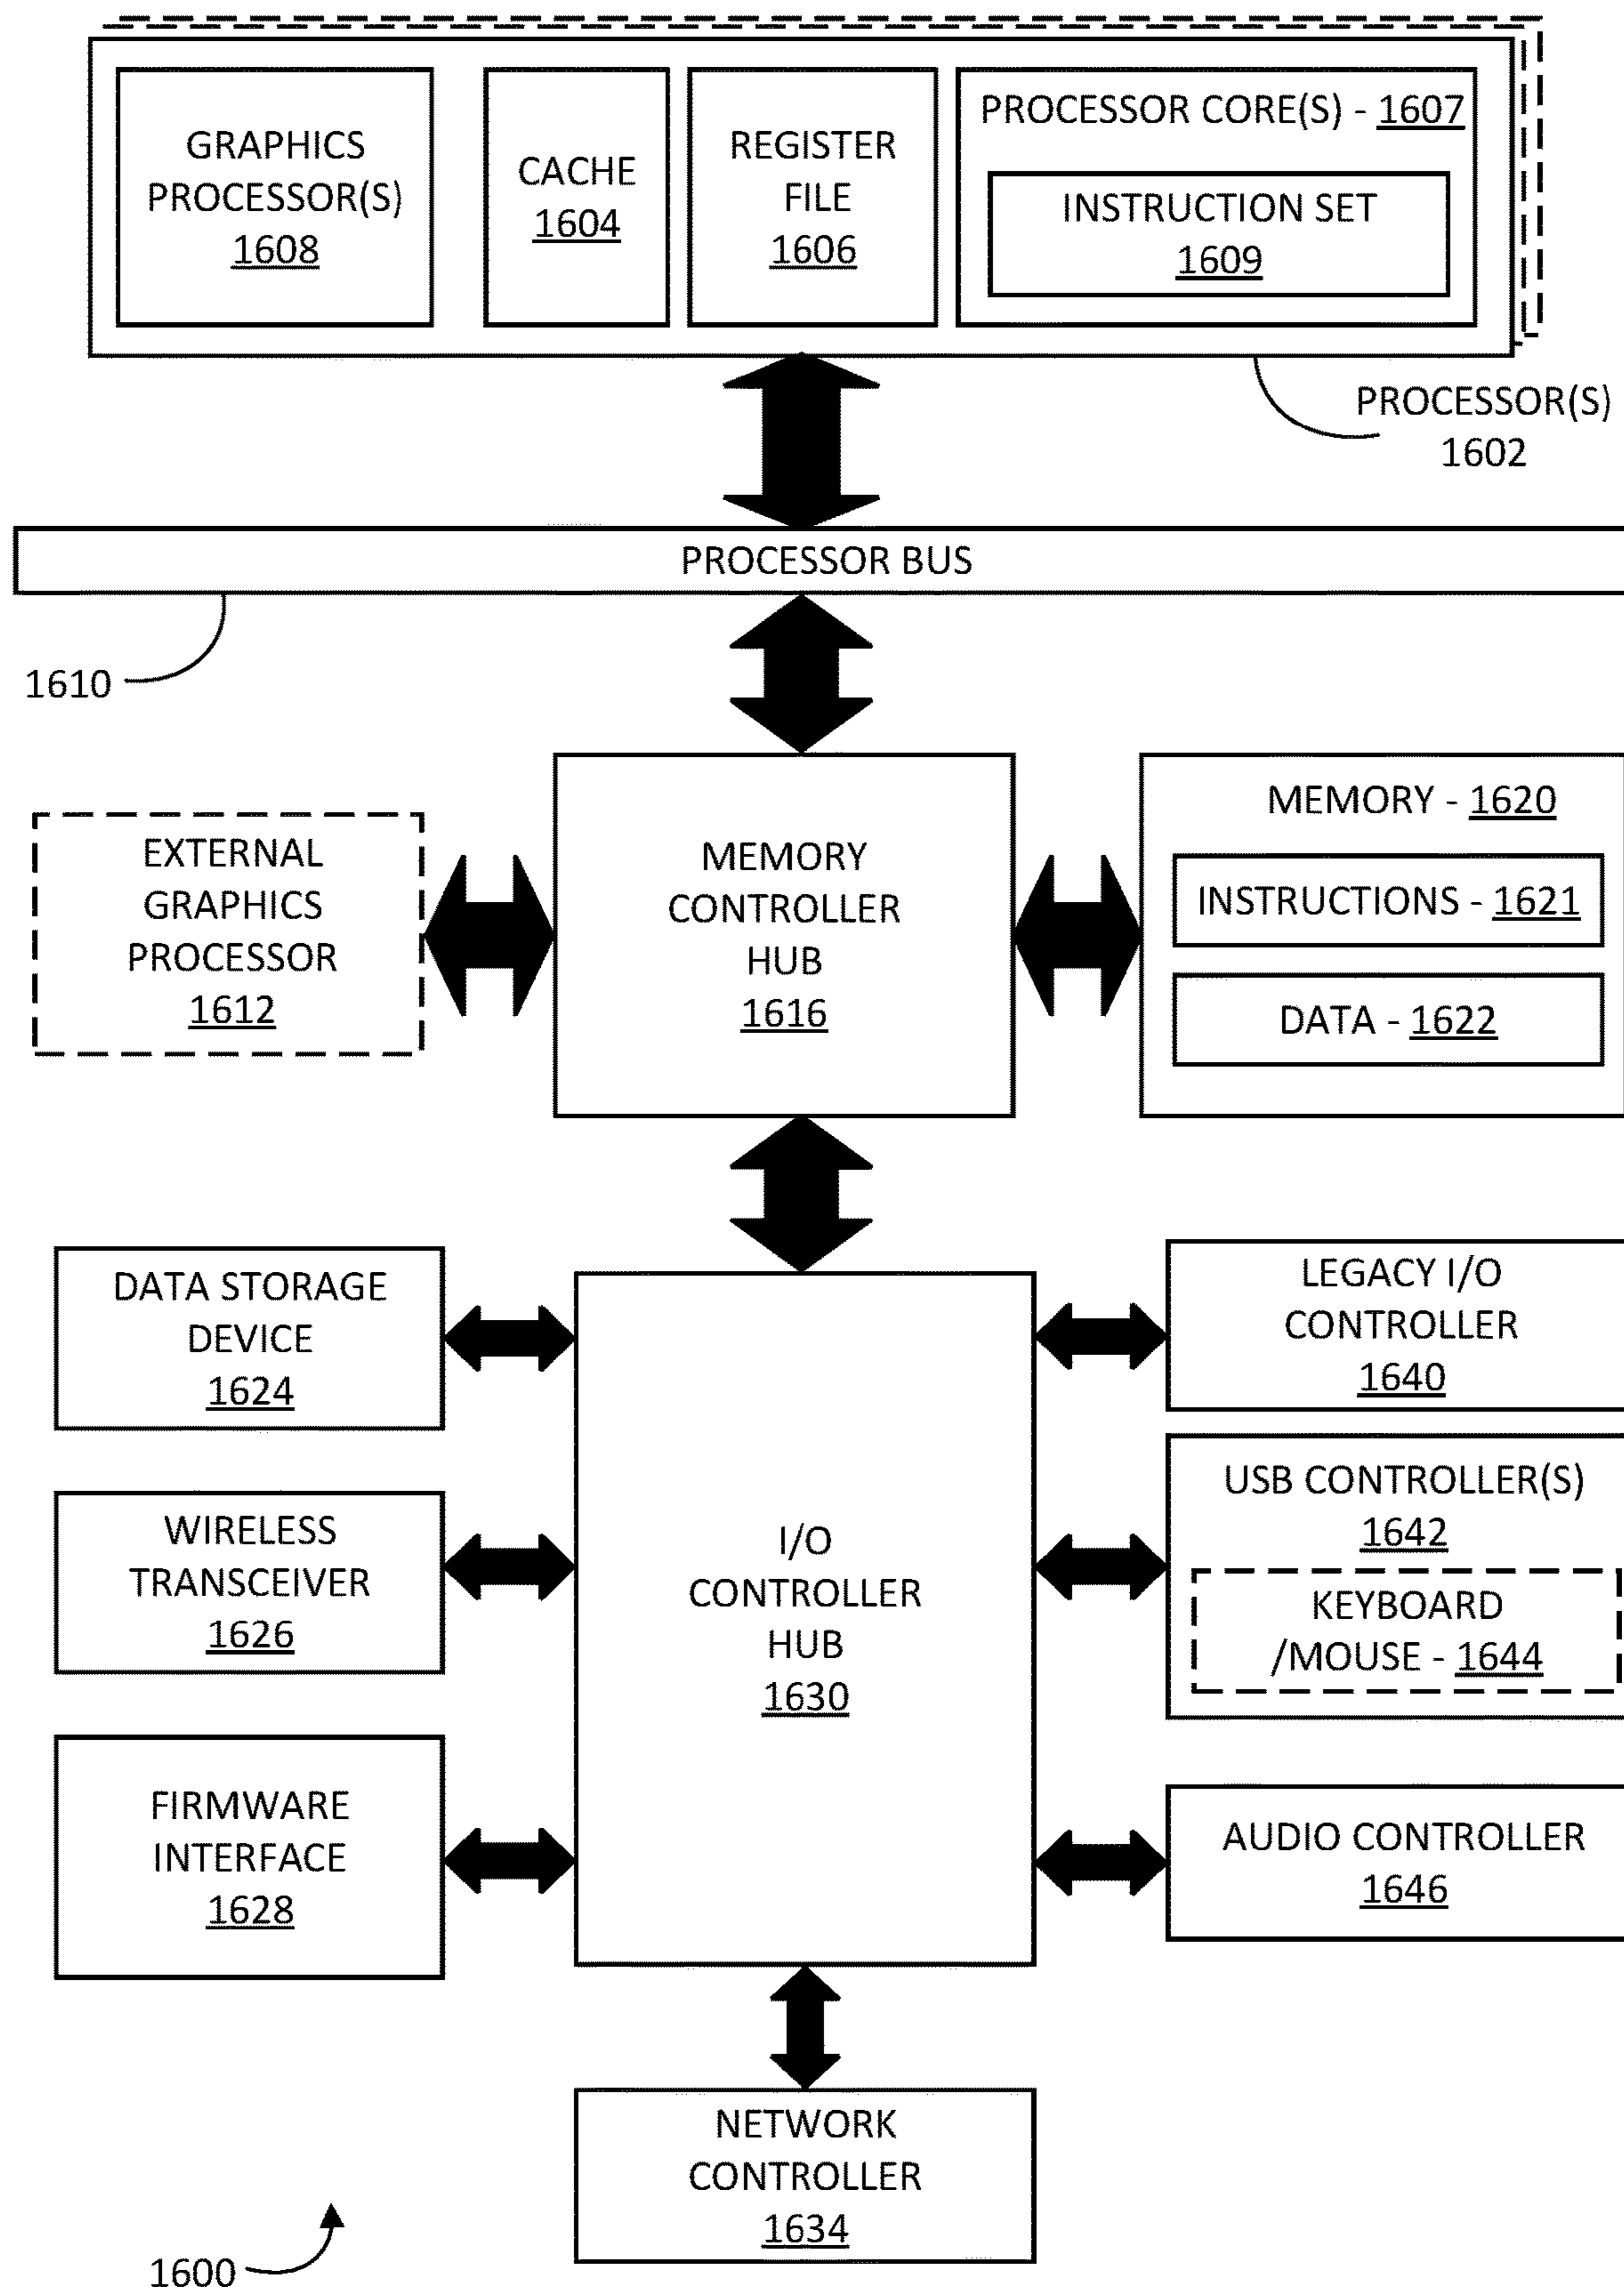 GRAPHICS
PROCESSOR(S)
1608
CACHE
1604
REGISTER
FILE
1606
PROCESSOR CORE(S) - 1607
INSTRUCTION SET
1609
PROCESSOR(S)
1602
PROCESSOR BUS
1610
EXTERNAL
GRAPHICS
PROCESSOR
1612
MEMORY
CONTROLLER
HUB
1616
MEMORY - 1620
INSTRUCTIONS - 1621
DATA - 1622
DATA STORAGE
DEVICE
1624
WIRELESS
TRANSCEIVER
1626
FIRMWARE
INTERFACE
1628
I/O
CONTROLLER
HUB
1630
LEGACY I/O
CONTROLLER
1640
USB CONTROLLER(S)
1642
KEYBOARD
/MOUSE - 1644
AUDIO CONTROLLER
1646
NETWORK
CONTROLLER
1634
1600